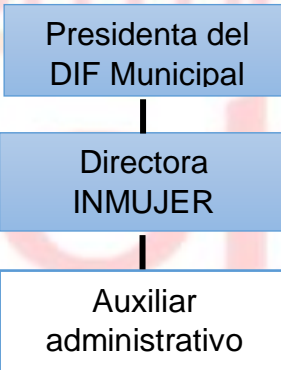 Presidenta del
DIF Municipal
Directora
INMUJER
Auxiliar
administrativo